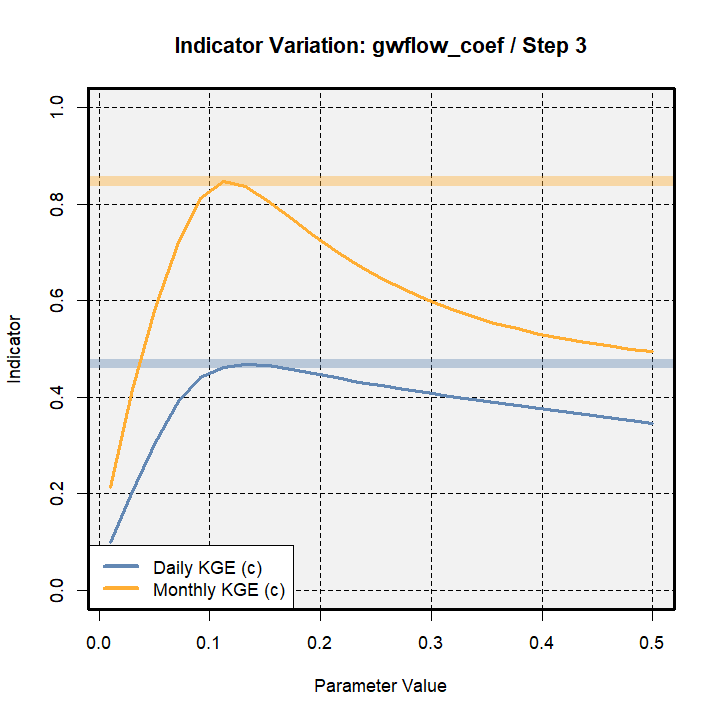 Indicator Variation: gwflow_coef / Step 3
Indicator
1.0
0.8
0.6
0.4
0.2
0.0
Daily KGE (c)
Monthly KGE (c)
0.0 0.1 0.2 0.3 0.4 0.5
Parameter Value